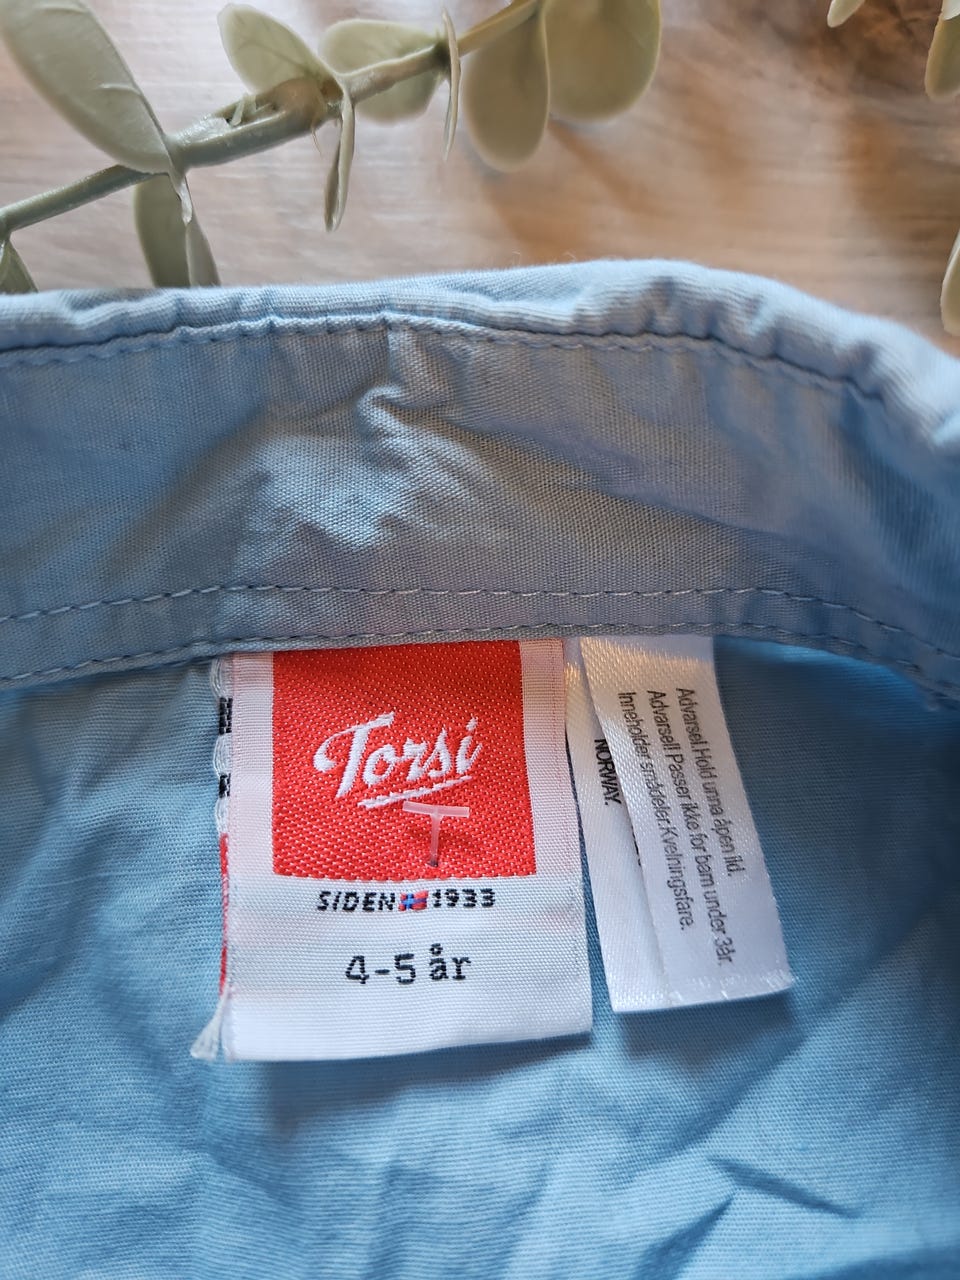 Torsi
SIDEN 1933
4-5 år
Advarsel. Hold unna åpen ild.
Advarsel! Passer ikke for barn under 3år.
Inneholder smådeler. Kvelningsfare.
NORWAY.